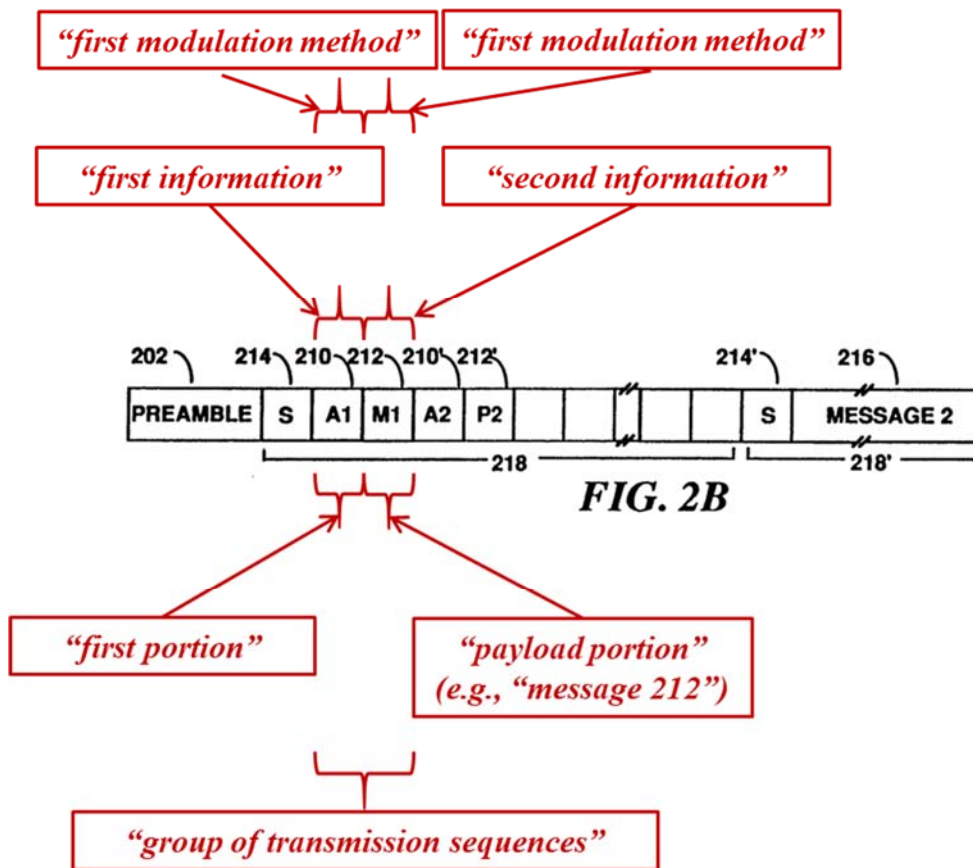 “first modulation method” “first modulation method”
“first information” “second information”
202 214 210 212 210' 212' 214' 216
PREAMBLE S A1 M1 A2 P2 S MESSAGE 2
218 218'
FIG. 2B
“first portion” “payload portion”
(e.g., “message 212”)
“group of transmission sequences”